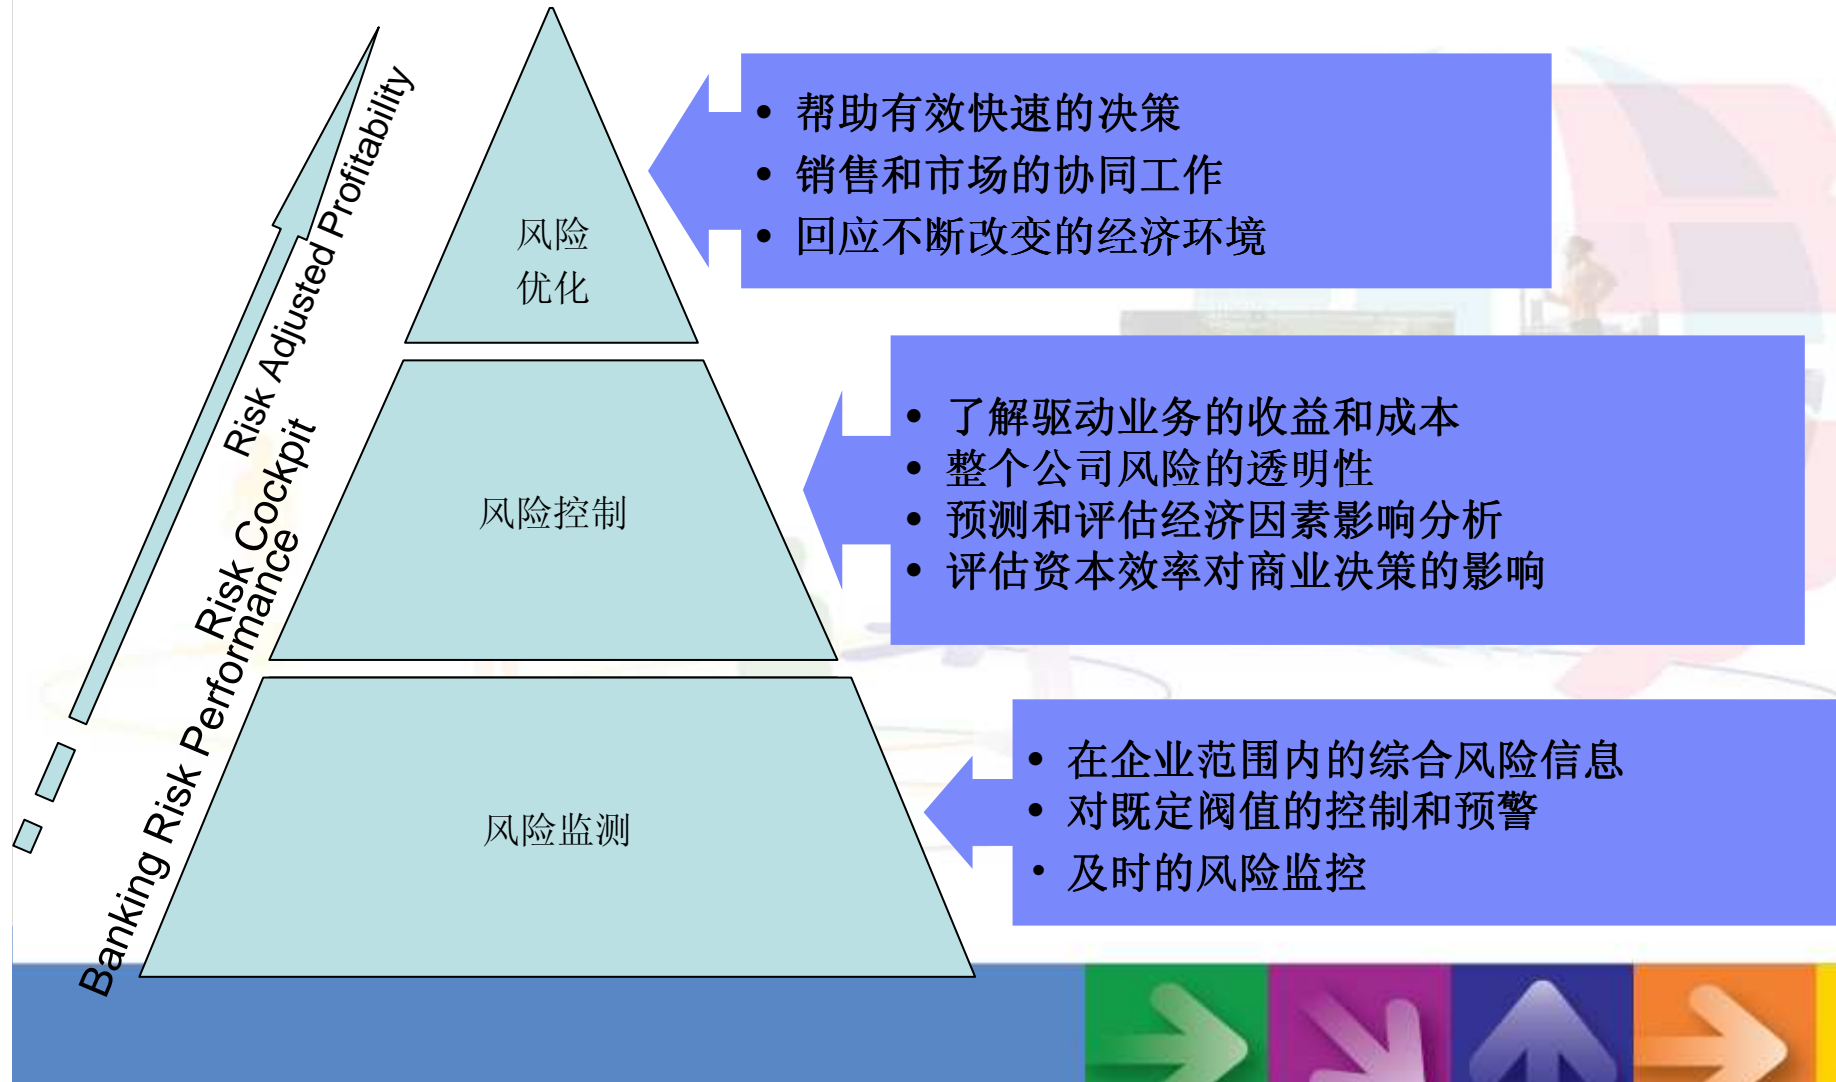 Risk Adjusted Profitability
Risk Cockpit
Banking Risk Performance
风险
优化
• 帮助有效快速的决策
• 销售和市场的协同工作
• 回应不断改变的经济环境
风险控制
• 了解驱动业务的收益和成本
• 整个公司风险的透明性
• 预测和评估经济因素影响分析
• 评估资本效率对商业决策的影响
风险监测
• 在企业范围内的综合风险信息
• 对既定阀值的控制和预警
• 及时的风险监控